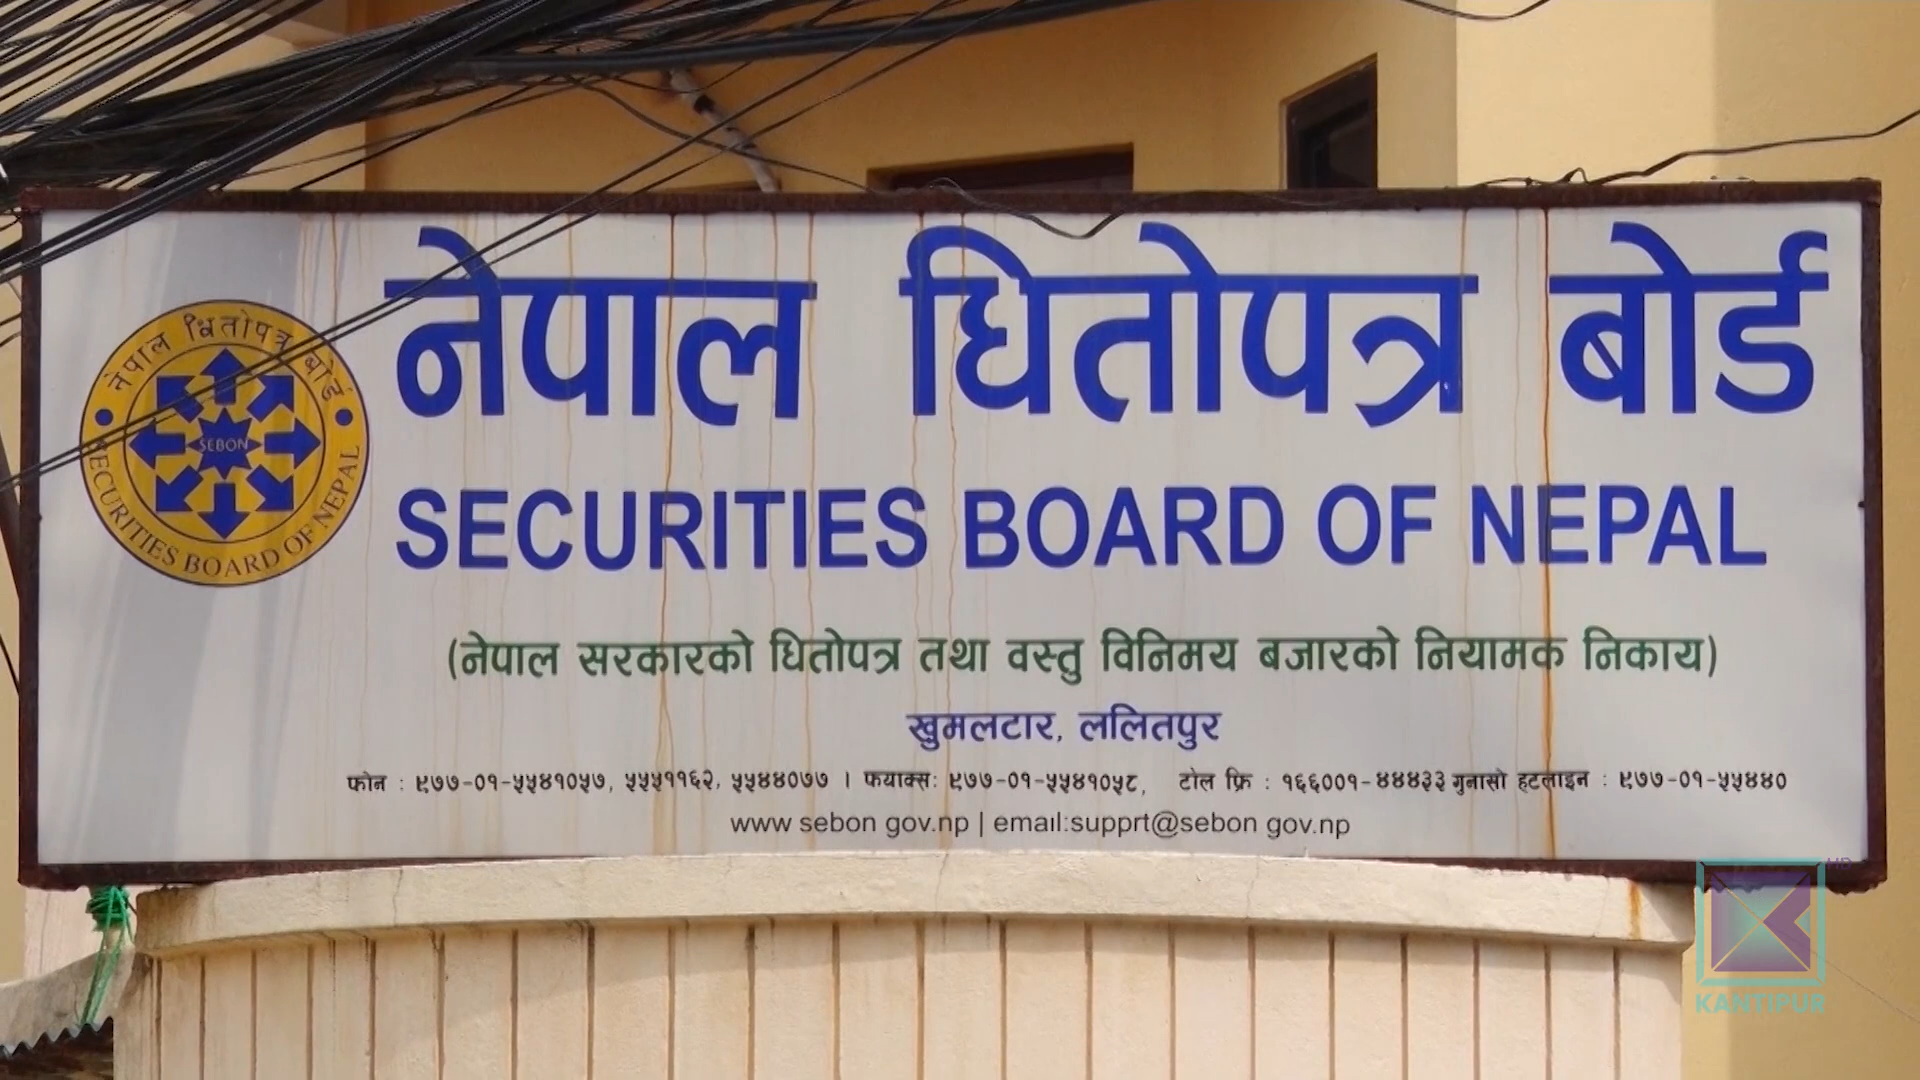 नेपाल धितोपत्र बोर्ड
SECURITIES BOARD OF NEPAL
नेपाल धितोपत्र बोर्ड
SEBON
SECURITIES BOARD OF NEPAL
(नेपाल सरकारको धितोपत्र तथा वस्तु विनिमय बजारको नियामक निकाय)
खुमलटार, ललितपुर
फोन : ९७७-०१-५५४१०५७, ५५५११६२, ५५४४०७७ । फयाक्स: ९७७-०१-५५४१०५८, टोल फ्रि : १६६००१-४४४३३ गुनासो हटलाइन : ९७७-०१-५५४४०
www sebon gov.np | email:supprt@sebon gov.np
HD
KANTIPUR